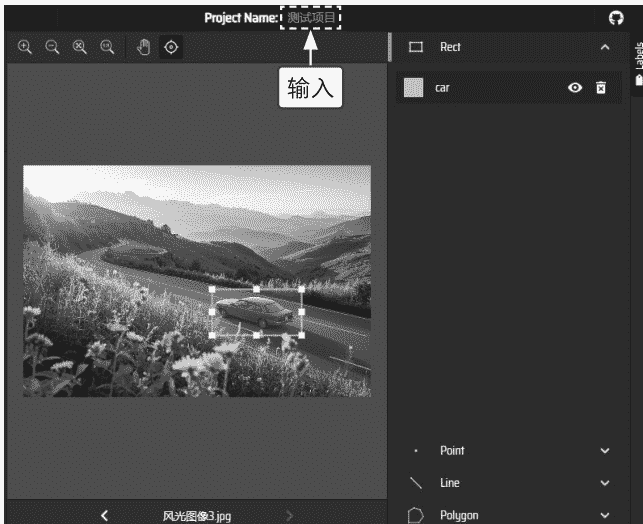 Project Name: 测试项目
输入
Rect
Labels
car
Point
Line
Polygon
风光图像3.jpg